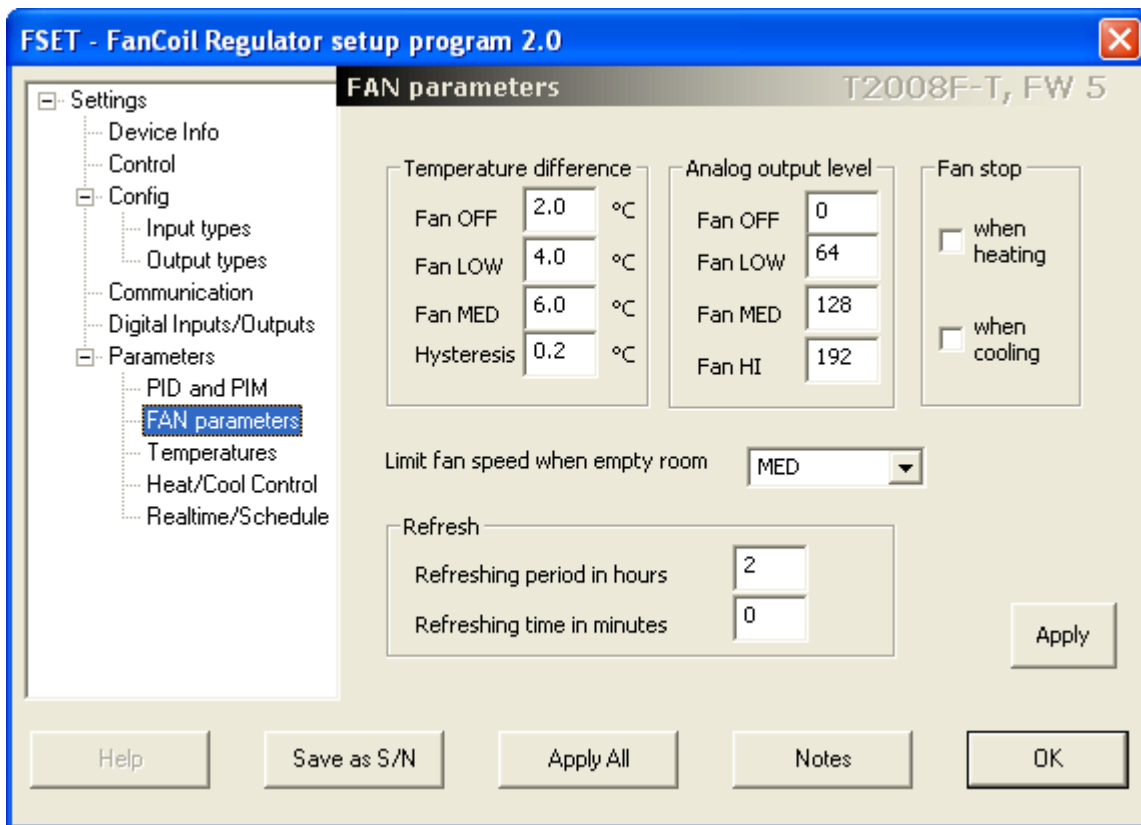 FSET - FanCoil Regulator setup program 2.0
Settings
Device Info
Control
Config
Input types
Output types
Communication
Digital Inputs/Outputs
Parameters
PID and PIM
FAN parameters
Temperatures
Heat/Cool Control
Realtime/Schedule
FAN parameters
T2008F-T, FW 5
Temperature difference
Fan OFF 2.0 °C
Fan LOW 4.0 °C
Fan MED 6.0 °C
Hysteresis 0.2 °C
Analog output level
Fan OFF 0
Fan LOW 64
Fan MED 128
Fan HI 192
Fan stop
when
heating
when
cooling
Limit fan speed when empty room MED
Refresh
Refreshing period in hours 2
Refreshing time in minutes 0
Apply
Help
Save as S/N
Apply All
Notes
OK